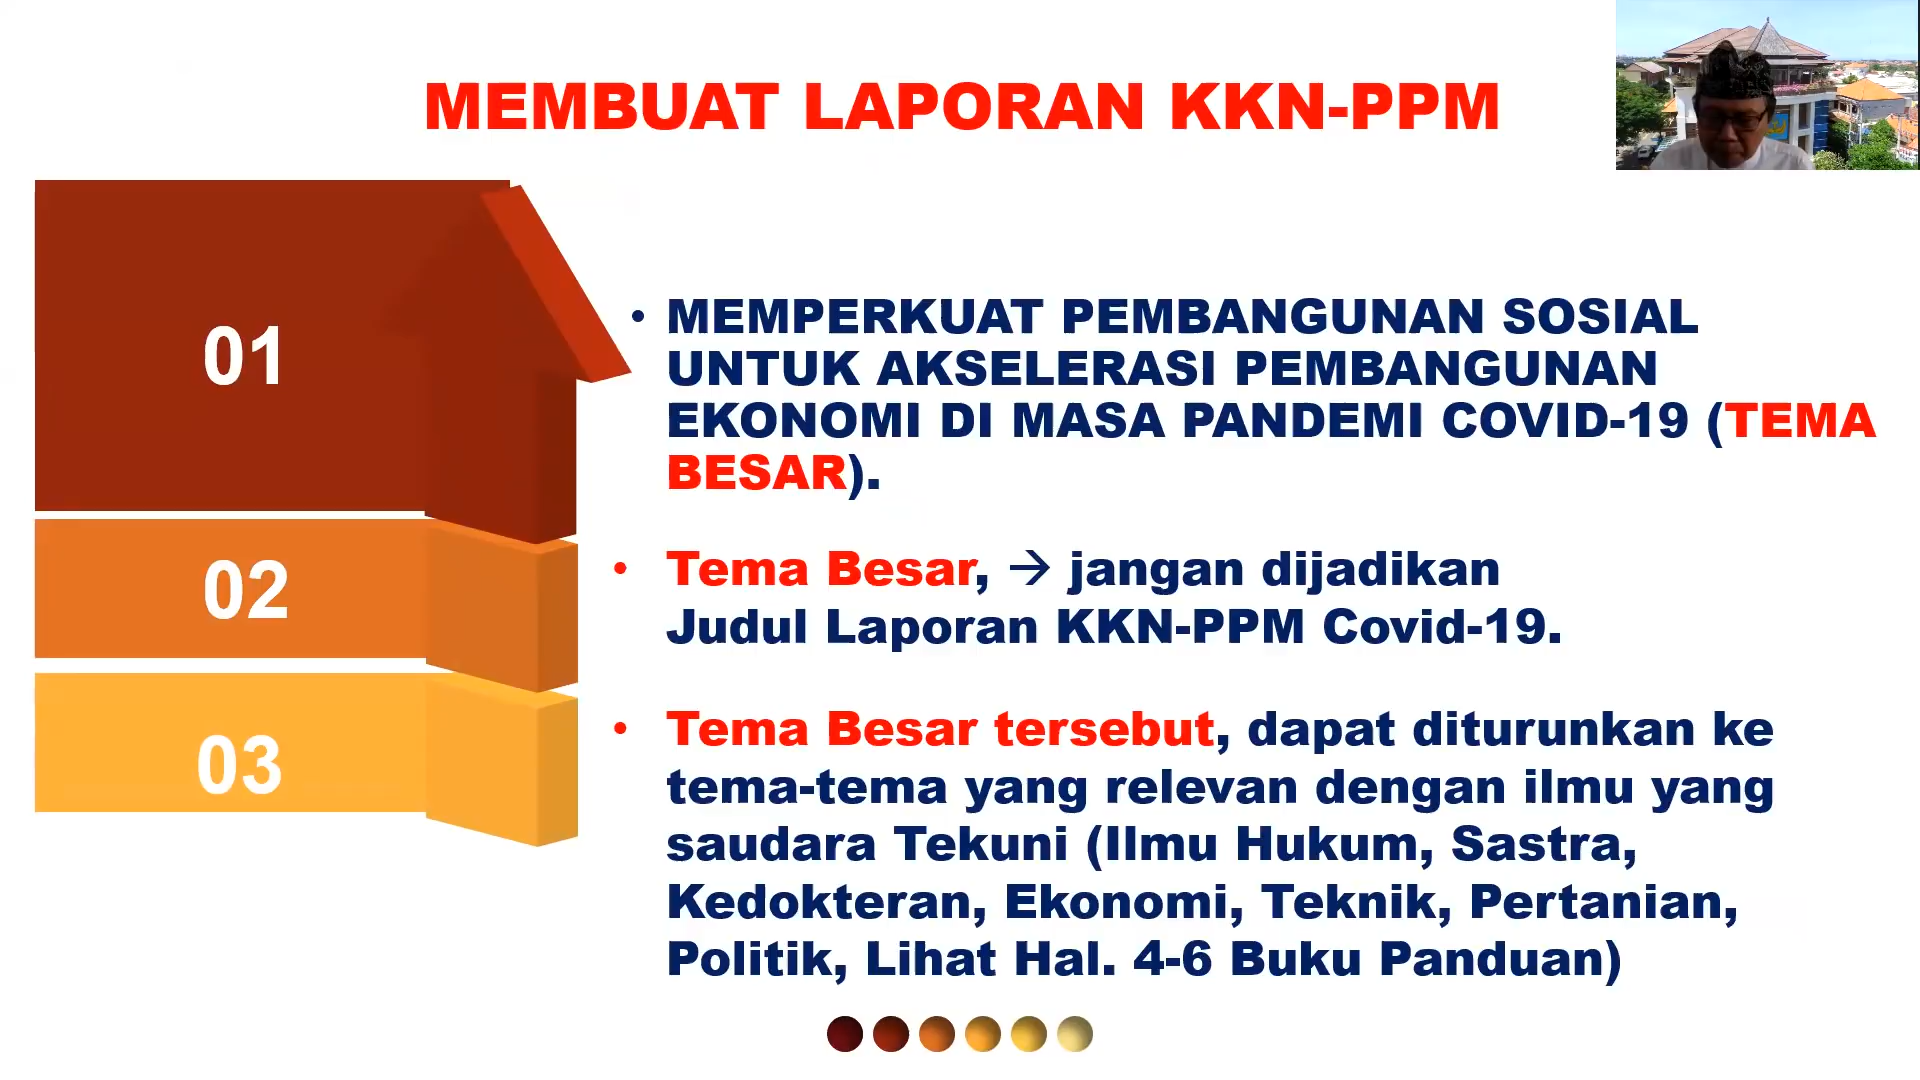 MEMBUAT LAPORAN KKN-PPM
01
• MEMPERKUAT PEMBANGUNAN SOSIAL
UNTUK AKSELERASI PEMBANGUNAN
EKONOMI DI MASA PANDEMI COVID-19 (TEMA
BESAR).
02
• Tema Besar, → jangan dijadikan
Judul Laporan KKN-PPM Covid-19.
03
• Tema Besar tersebut, dapat diturunkan ke
tema-tema yang relevan dengan ilmu yang
saudara Tekuni (Ilmu Hukum, Sastra,
Kedokteran, Ekonomi, Teknik, Pertanian,
Politik, Lihat Hal. 4-6 Buku Panduan)